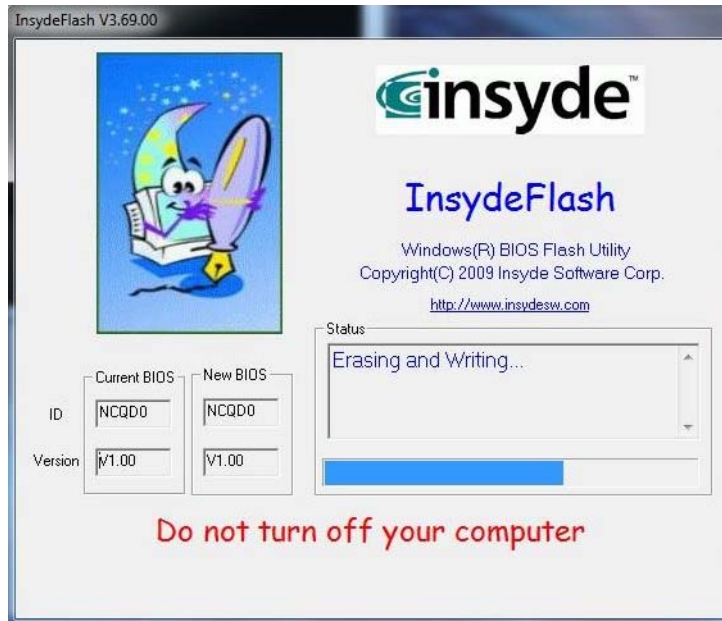 InsydeFlash V3.69.00
insyde™
InsydeFlash
Windows(R) BIOS Flash Utility
Copyright(C) 2009 Insyde Software Corp.
http://www.insydesw.com
Status
Erasing and Writing...
Current BIOS
New BIOS
ID
NCQD0
NCQD0
Version
V1.00
V1.00
Do not turn off your computer